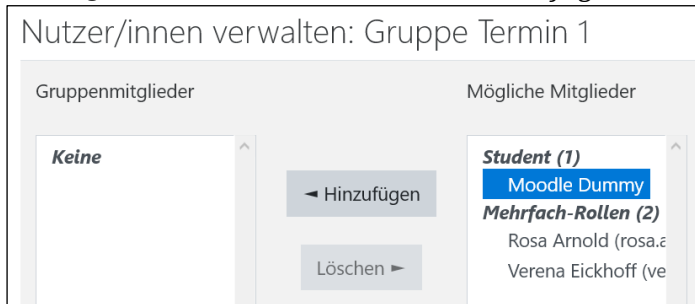 Nutzer/innen verwalten: Gruppe Termin 1
Gruppenmitglieder
Keine
◄ Hinzufügen
Löschen ►
Mögliche Mitglieder
Student (1)
Moodle Dummy
Mehrfach-Rollen (2)
Rosa Arnold (rosa.a
Verena Eickhoff (ve